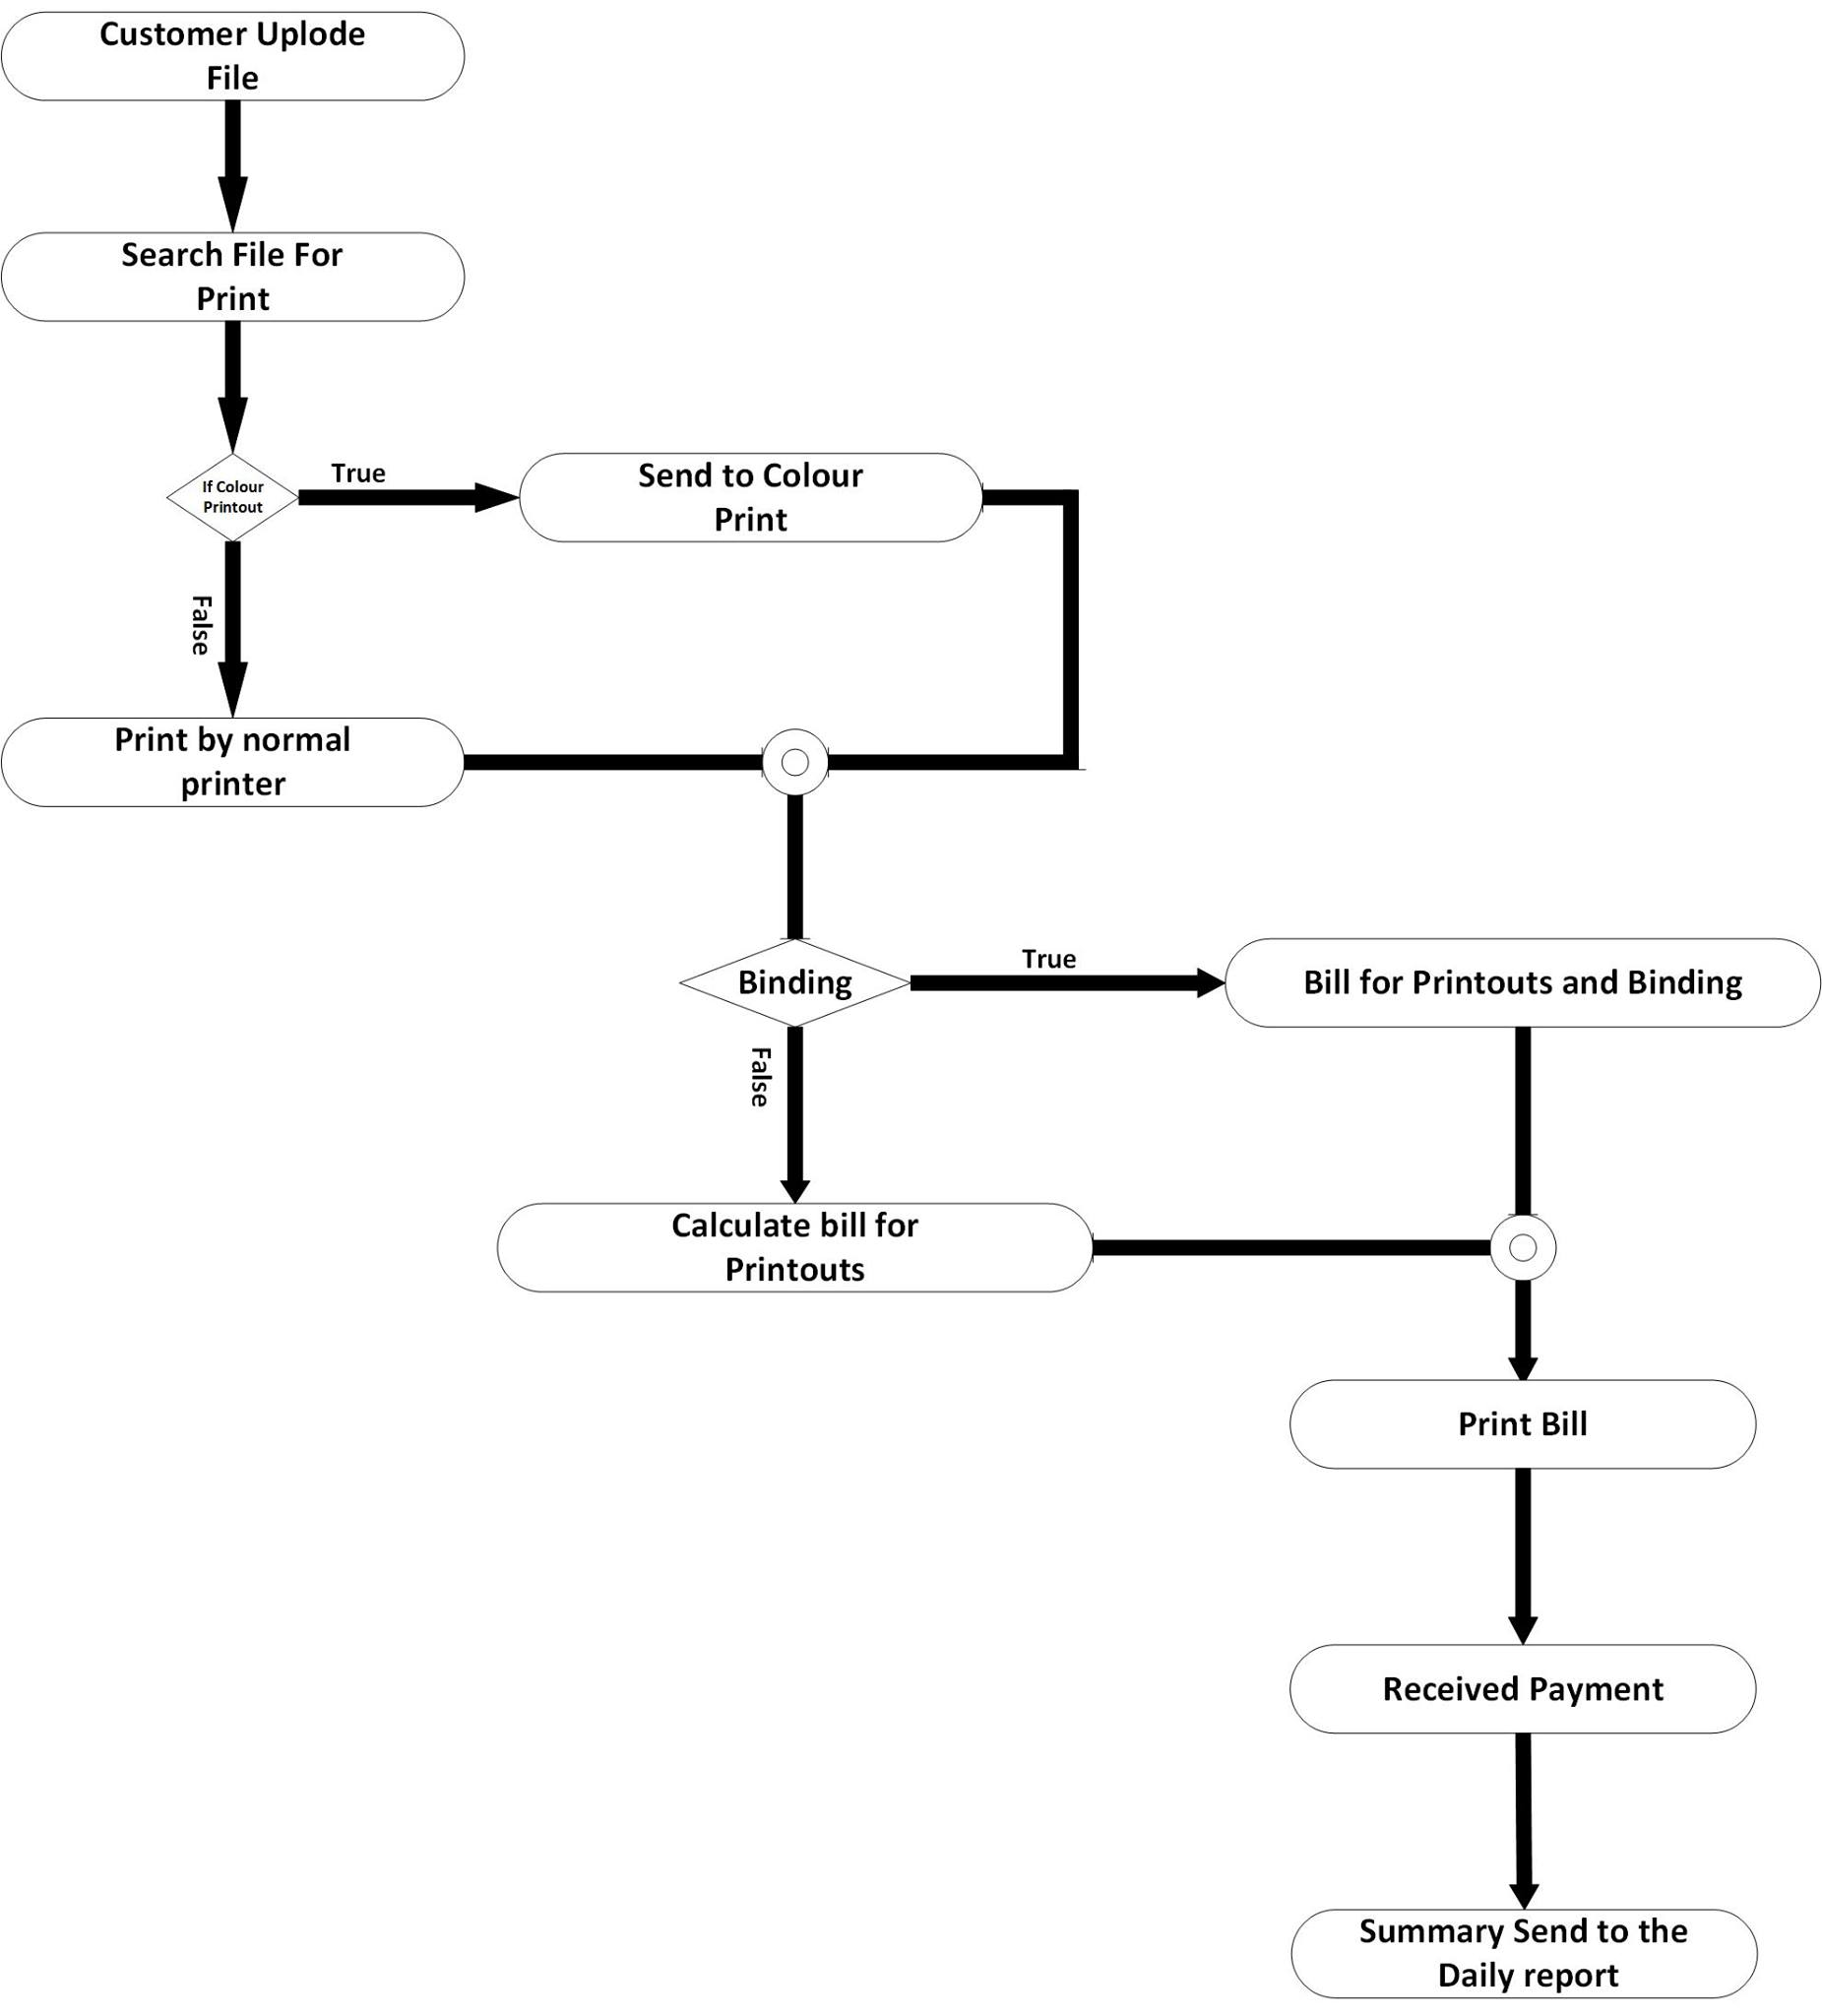 Customer Uplode
File
Search File For
Print
If Colour
Printout
True
Send to Colour
Print
False
Print by normal
printer
Binding
True
Bill for Printouts and Binding
False
Calculate bill for
Printouts
Print Bill
Received Payment
Summary Send to the
Daily report